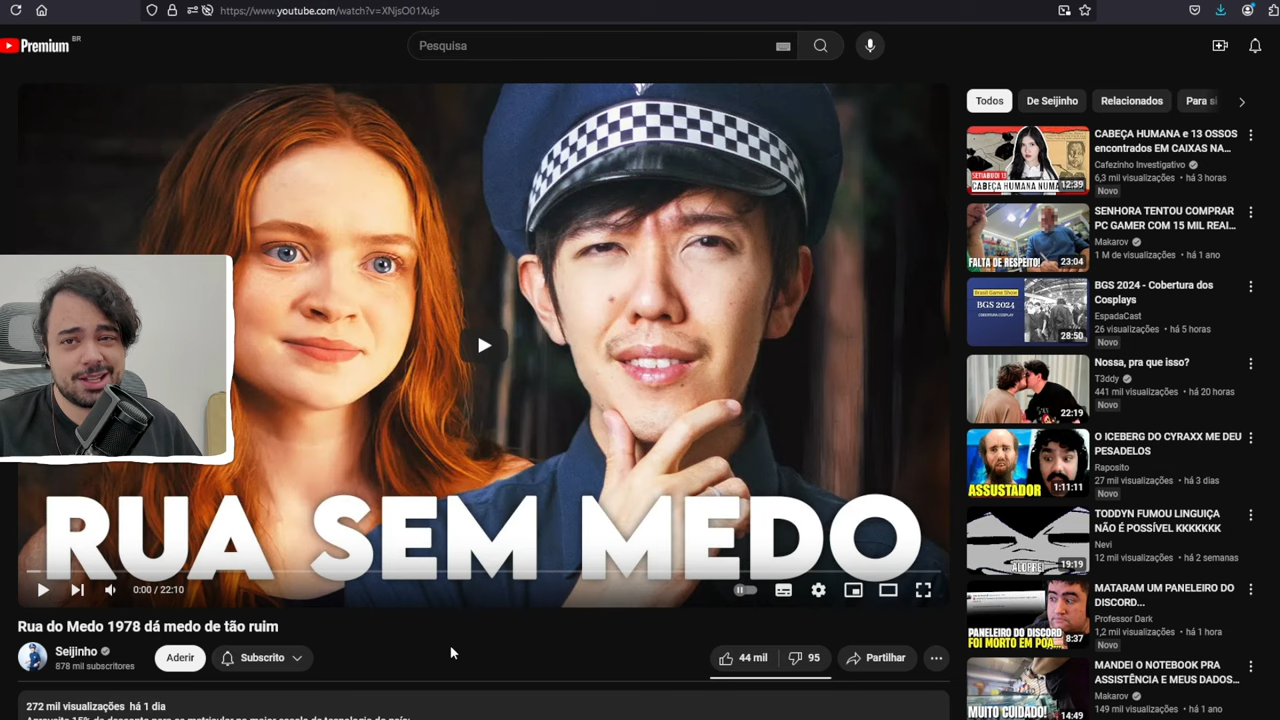 https://www.youtube.com/watch?v=XNjsO01Xujs
Premium BR
Pesquisa
RUA SEM MEDO
0:00 / 22:10
Rua do Medo 1978 dá medo de tão ruim
Seijinho
878 mil subscritores
Aderir
Subscrito
44 mil
95
Partilhar
272 mil visualizações há 1 dia
Todos
De Seijinho
Relacionados
Para si
SETIABUDI 13
CABEÇA HUMANA NUMA
12:39
CABEÇA HUMANA e 13 OSSOS
encontrados EM CAIXAS NA...
Cafezinho Investigativo
6,3 mil visualizações • há 3 horas
Novo
FALTA DE RESPEITO!
23:04
SENHORA TENTOU COMPRAR
PC GAMER COM 15 MIL REAI...
Makarov
1 M de visualizações • há 1 ano
Brasil Game Show
BGS 2024
28:50
BGS 2024 - Cobertura dos
Cosplays
EspadaCast
26 visualizações • há 5 horas
Novo
22:19
Nossa, pra que isso?
T3ddy
441 mil visualizações • há 20 horas
Novo
ASSUSTADOR
1:11:11
O ICEBERG DO CYRAXX ME DEU
PESADELOS
Raposito
27 mil visualizações • há 3 dias
Novo
19:19
TODDYN FUMOU LINGUIÇA
NÃO É POSSÍVEL KKKKKKK
Nevi
12 mil visualizações • há 2 semanas
PANELEIRO DO DISCORD
FOI MORTO EM POA...
8:37
MATARAM UM PANELEIRO DO
DISCORD...
Professor Dark
1,2 mil visualizações • há 1 hora
Novo
MUITO CUIDADO!
14:49
MANDEI O NOTEBOOK PRA
ASSISTÊNCIA E MEUS DADOS...
Makarov
149 mil visualizações • há 1 ano